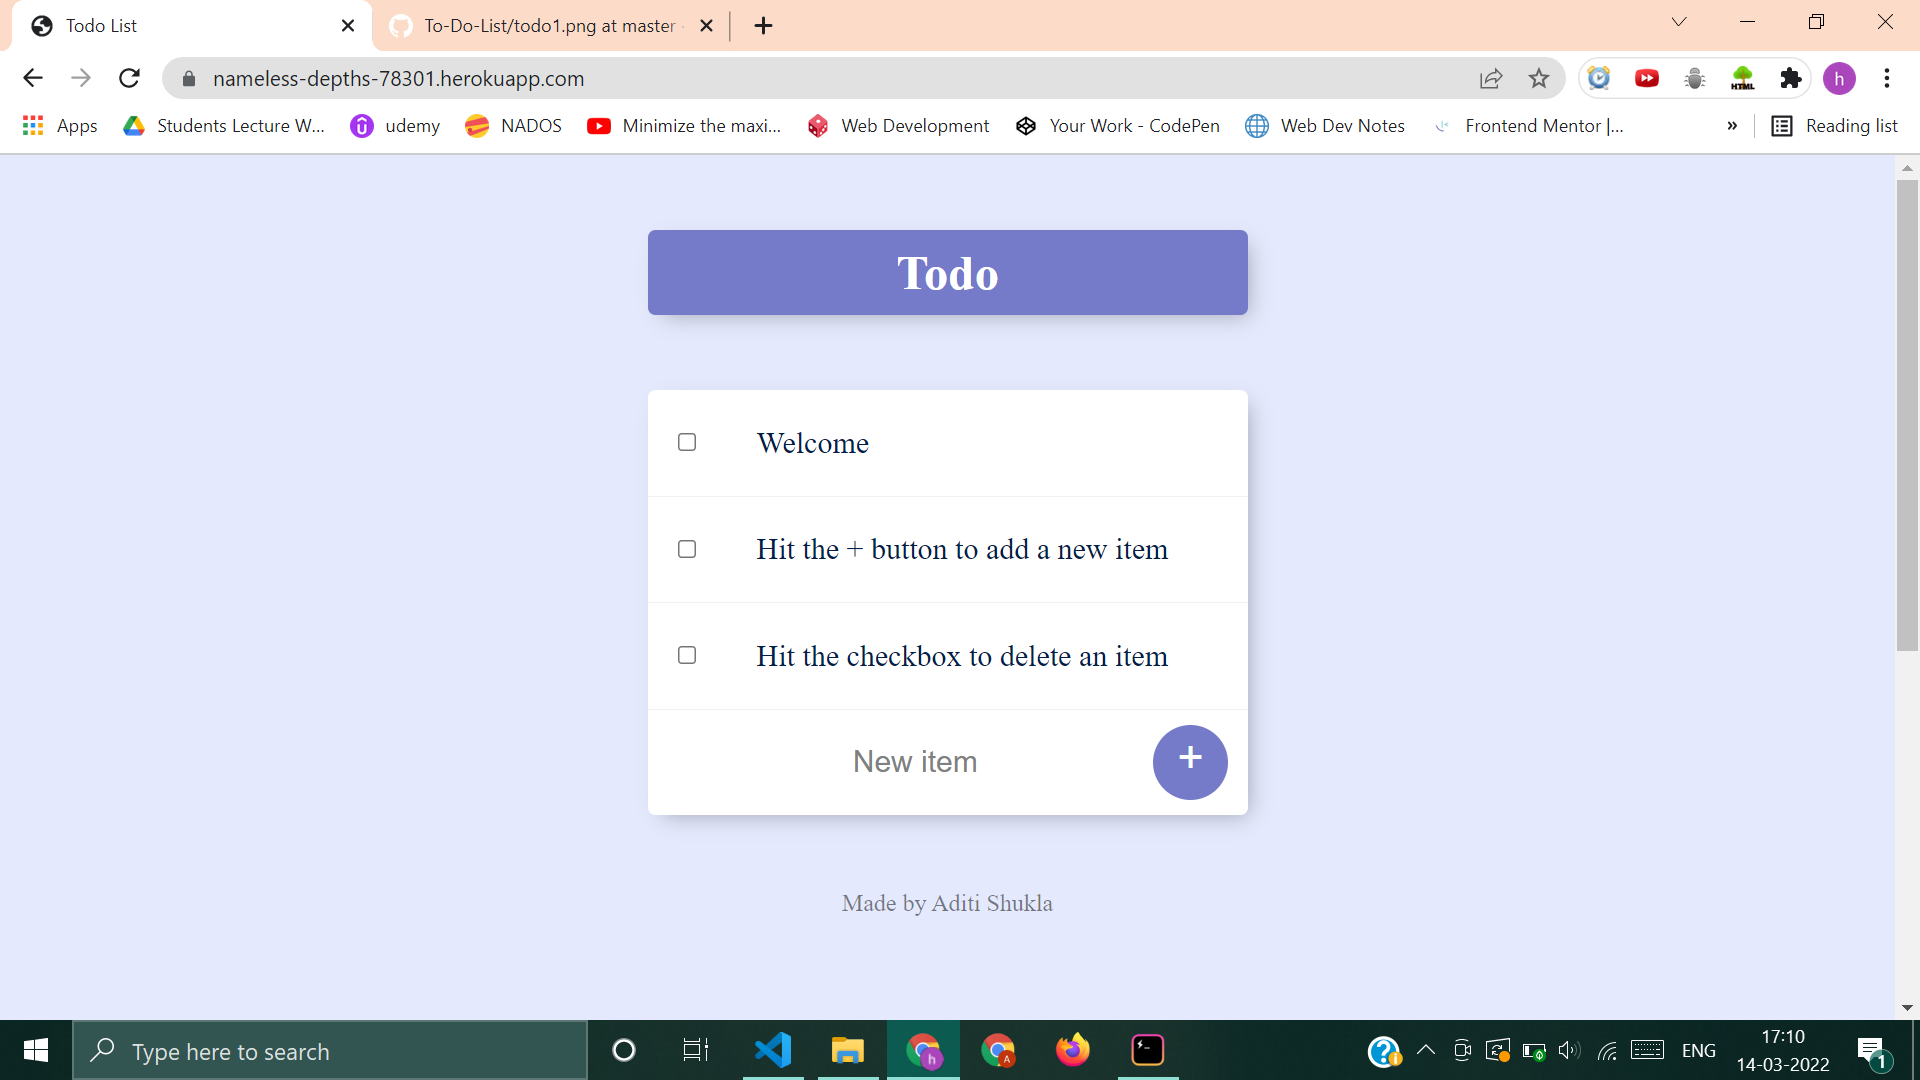 Todo List
To-Do-List/todo1.png at master
nameless-depths-78301.herokuapp.com
HTML
h
Apps
Students Lecture W...
udemy
NADOS
Minimize the maxi...
Web Development
Your Work - CodePen
Web Dev Notes
Frontend Mentor |...
»
Reading list
Todo
Welcome
Hit the + button to add a new item
Hit the checkbox to delete an item
New item
+
Made by Aditi Shukla
Type here to search
h
A
ENG
17:10
14-03-2022
1